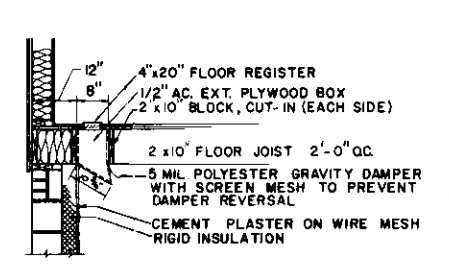 12"
4"x20" FLOOR REGISTER
8"
1/2" AC. EXT. PLYWOOD BOX
2"x10" BLOCK, CUT-IN (EACH SIDE)
2 x10" FLOOR JOIST 2'-0" O.C.
5 MIL. POLYESTER GRAVITY DAMPER
WITH SCREEN MESH TO PREVENT
DAMPER REVERSAL
CEMENT PLASTER ON WIRE MESH
RIGID INSULATION